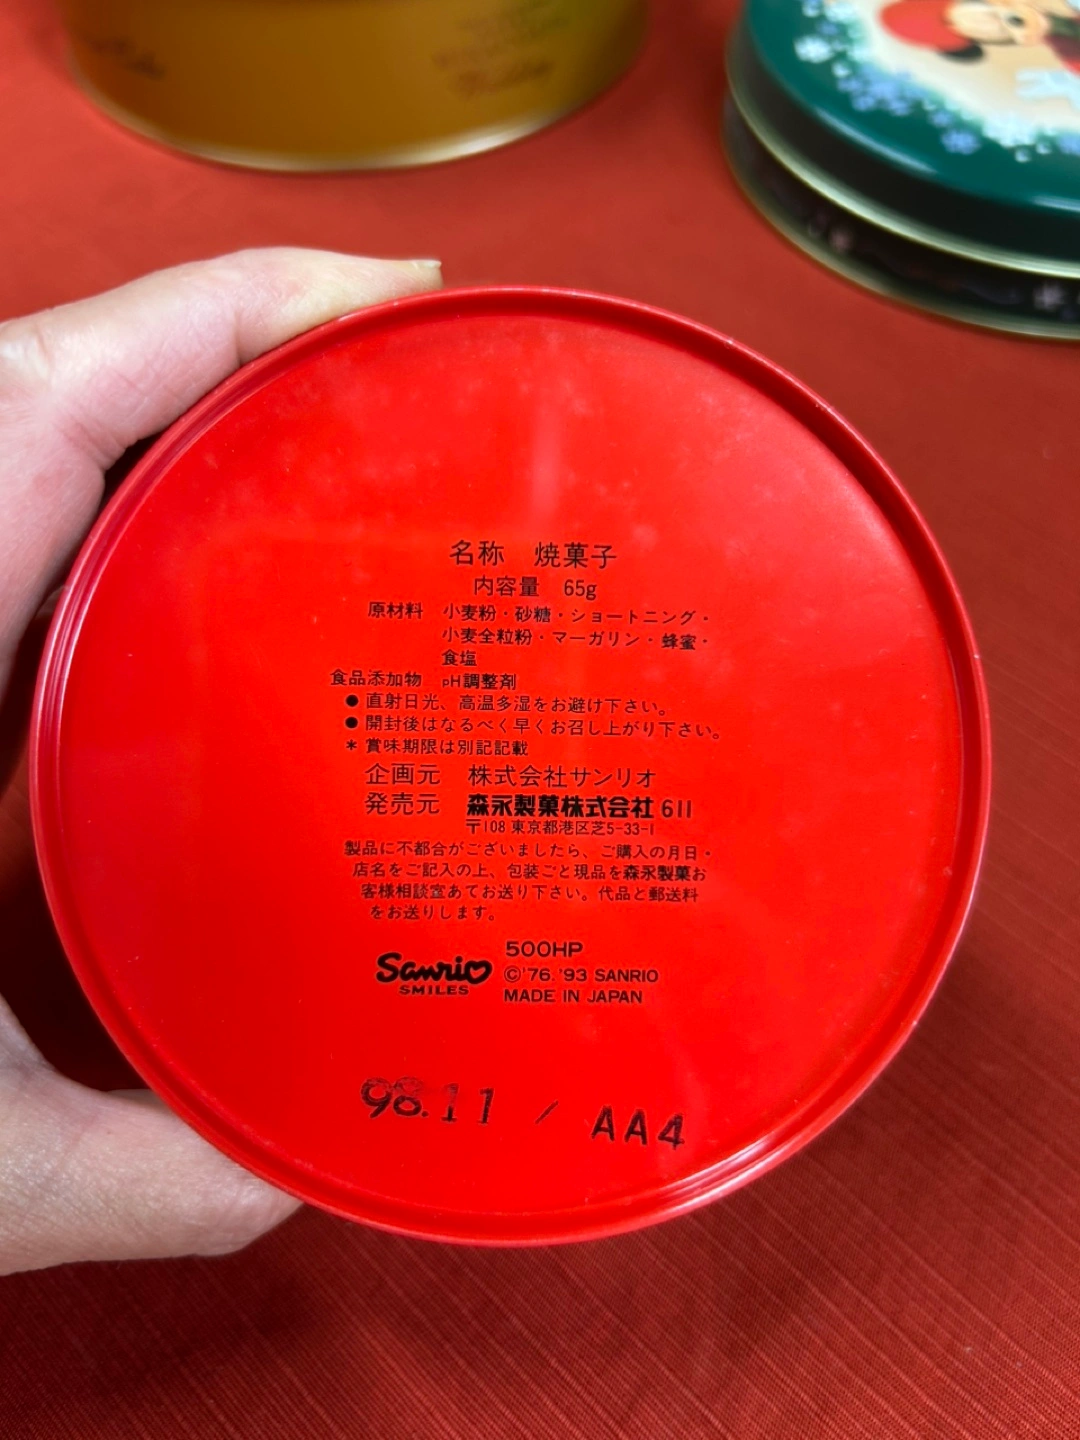 名称　焼菓子
内容量　65g
原材料　小麦粉・砂糖・ショートニング・
小麦全粒粉・マーガリン・蜂蜜・
食塩
食品添加物　pH調整剤
● 直射日光、高温多湿をお避け下さい。
● 開封後はなるべく早くお召し上がり下さい。
* 賞味期限は別記記載
企画元　株式会社サンリオ
発売元　森永製菓株式会社 611
〒108 東京都港区芝5-33-1
製品に不都合がございましたら、ご購入の月日・
店名をご記入の上、包装ごと現品を森永製菓お
客様相談室あてお送り下さい。代品と郵送料
をお送りします。
Sanrio
SMILES
500HP
©'76.'93 SANRIO
MADE IN JAPAN
98.11 / AA4